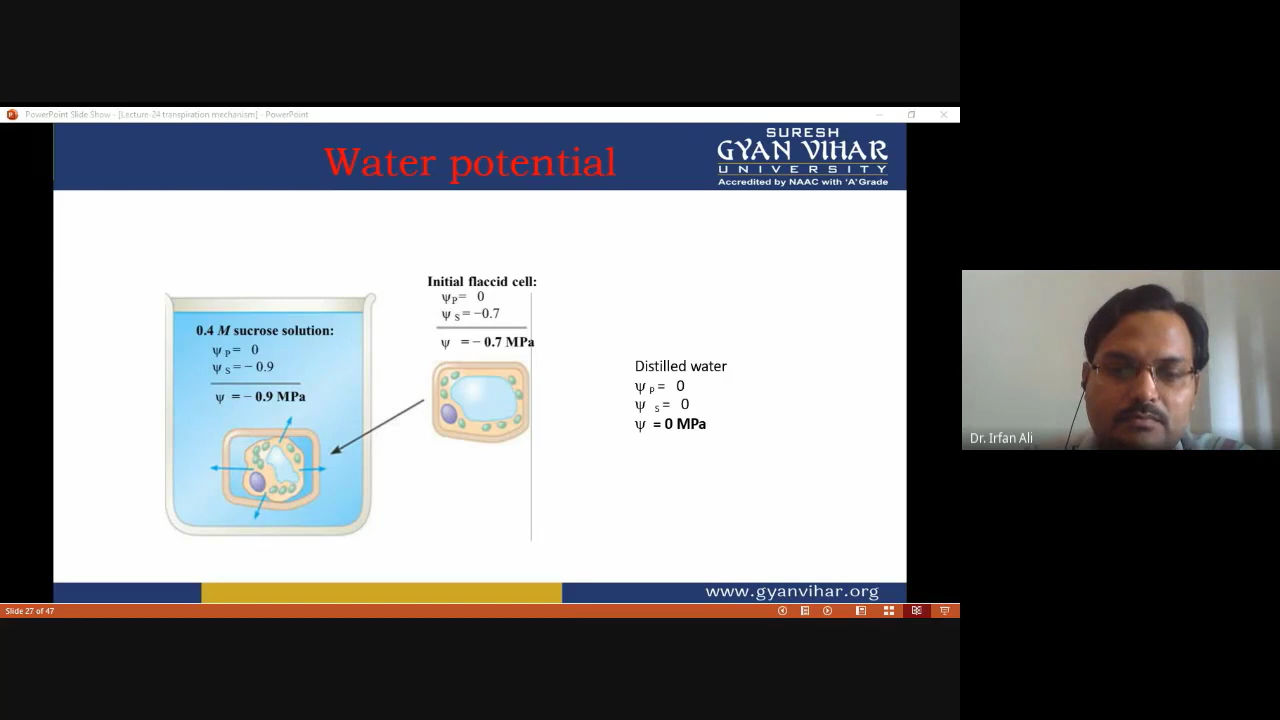 PowerPoint Slide Show - [Lecture-24 transpiration mechanism] - PowerPoint
Water potential
SURESH
GYAN VIHAR
UNIVERSITY
Accredited by NAAC with 'A' Grade
0.4 M sucrose solution:
ψ P = 0
ψ S = − 0.9
ψ = − 0.9 MPa
Initial flaccid cell:
ψP = 0
ψ S = −0.7
ψ = − 0.7 MPa
Distilled water
ψ P = 0
ψ s = 0
ψ = 0 MPa
Dr. Irfan Ali
www.gyanvihar.org
Slide 27 of 47